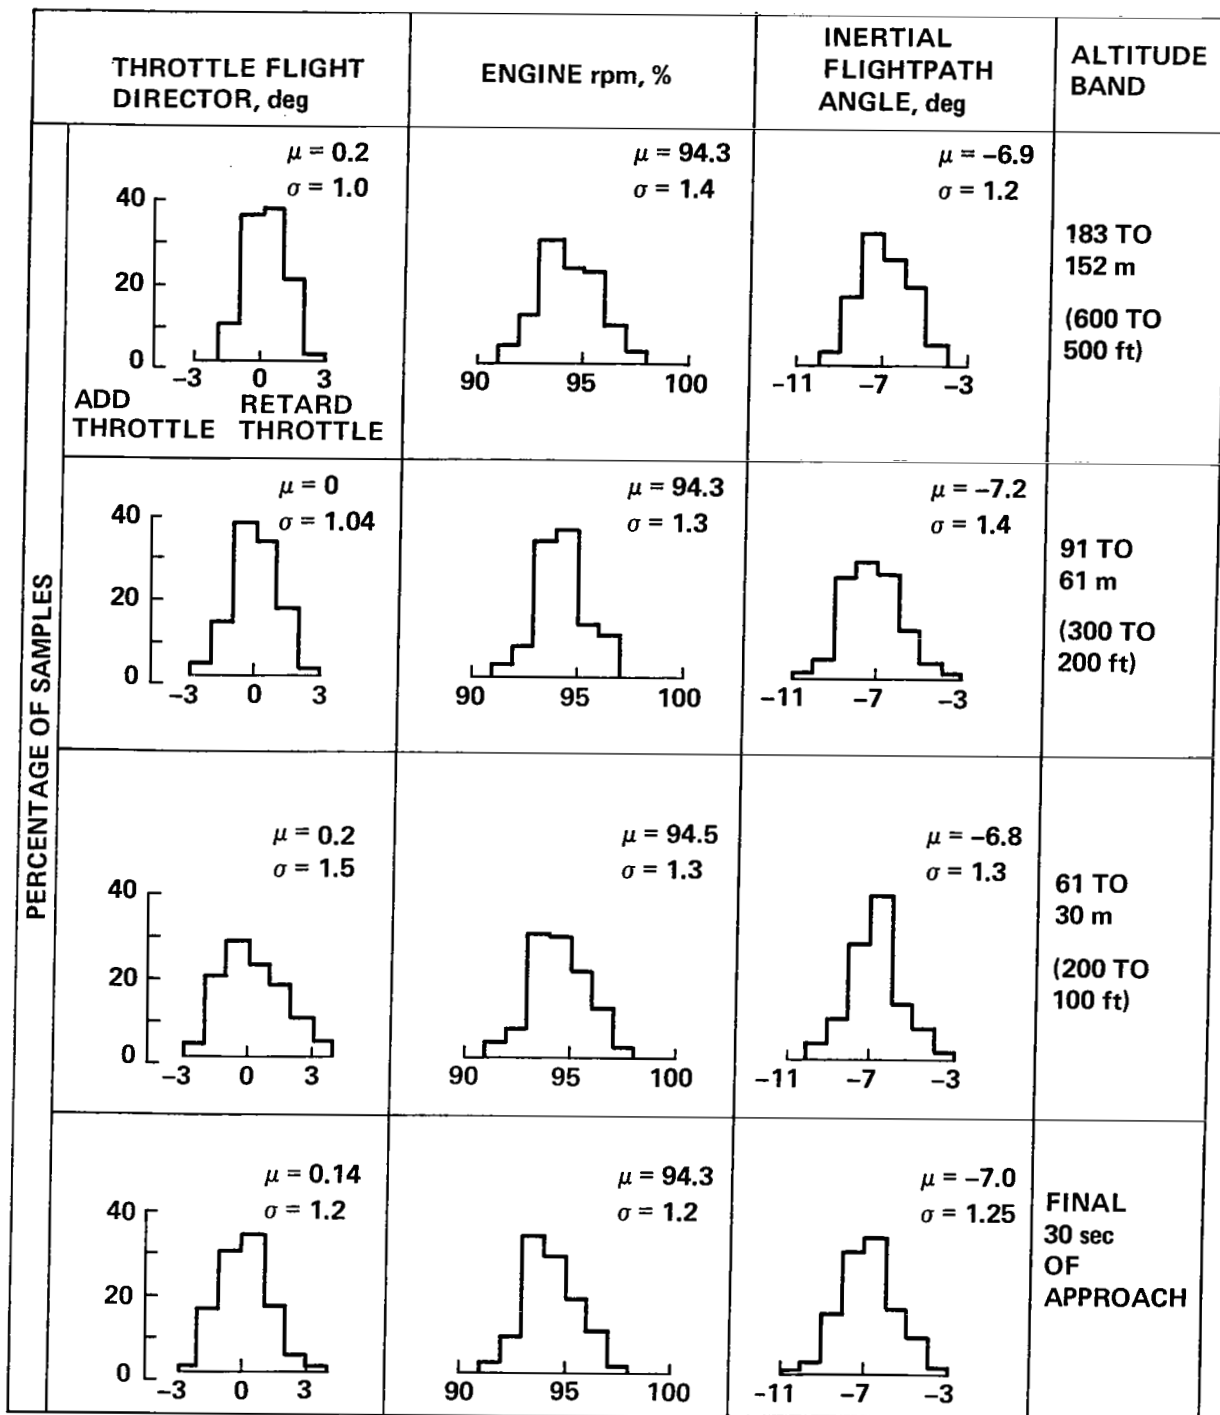 THROTTLE FLIGHT
DIRECTOR, deg
ENGINE rpm, %
INERTIAL
FLIGHTPATH
ANGLE, deg
ALTITUDE
BAND
PERCENTAGE OF SAMPLES
μ = 0.2
σ = 1.0
40
20
0
−3 0 3
ADD
THROTTLE
RETARD
THROTTLE
μ = 94.3
σ = 1.4
90 95 100
μ = −6.9
σ = 1.2
−11 −7 −3
183 TO
152 m
(600 TO
500 ft)
μ = 0
σ = 1.04
40
20
0
−3 0 3
μ = 94.3
σ = 1.3
90 95 100
μ = −7.2
σ = 1.4
−11 −7 −3
91 TO
61 m
(300 TO
200 ft)
μ = 0.2
σ = 1.5
40
20
0
−3 0 3
μ = 94.5
σ = 1.3
90 95 100
μ = −6.8
σ = 1.3
−11 −7 −3
61 TO
30 m
(200 TO
100 ft)
μ = 0.14
σ = 1.2
40
20
0
−3 0 3
μ = 94.3
σ = 1.2
90 95 100
μ = −7.0
σ = 1.25
−11 −7 −3
FINAL
30 sec
OF
APPROACH